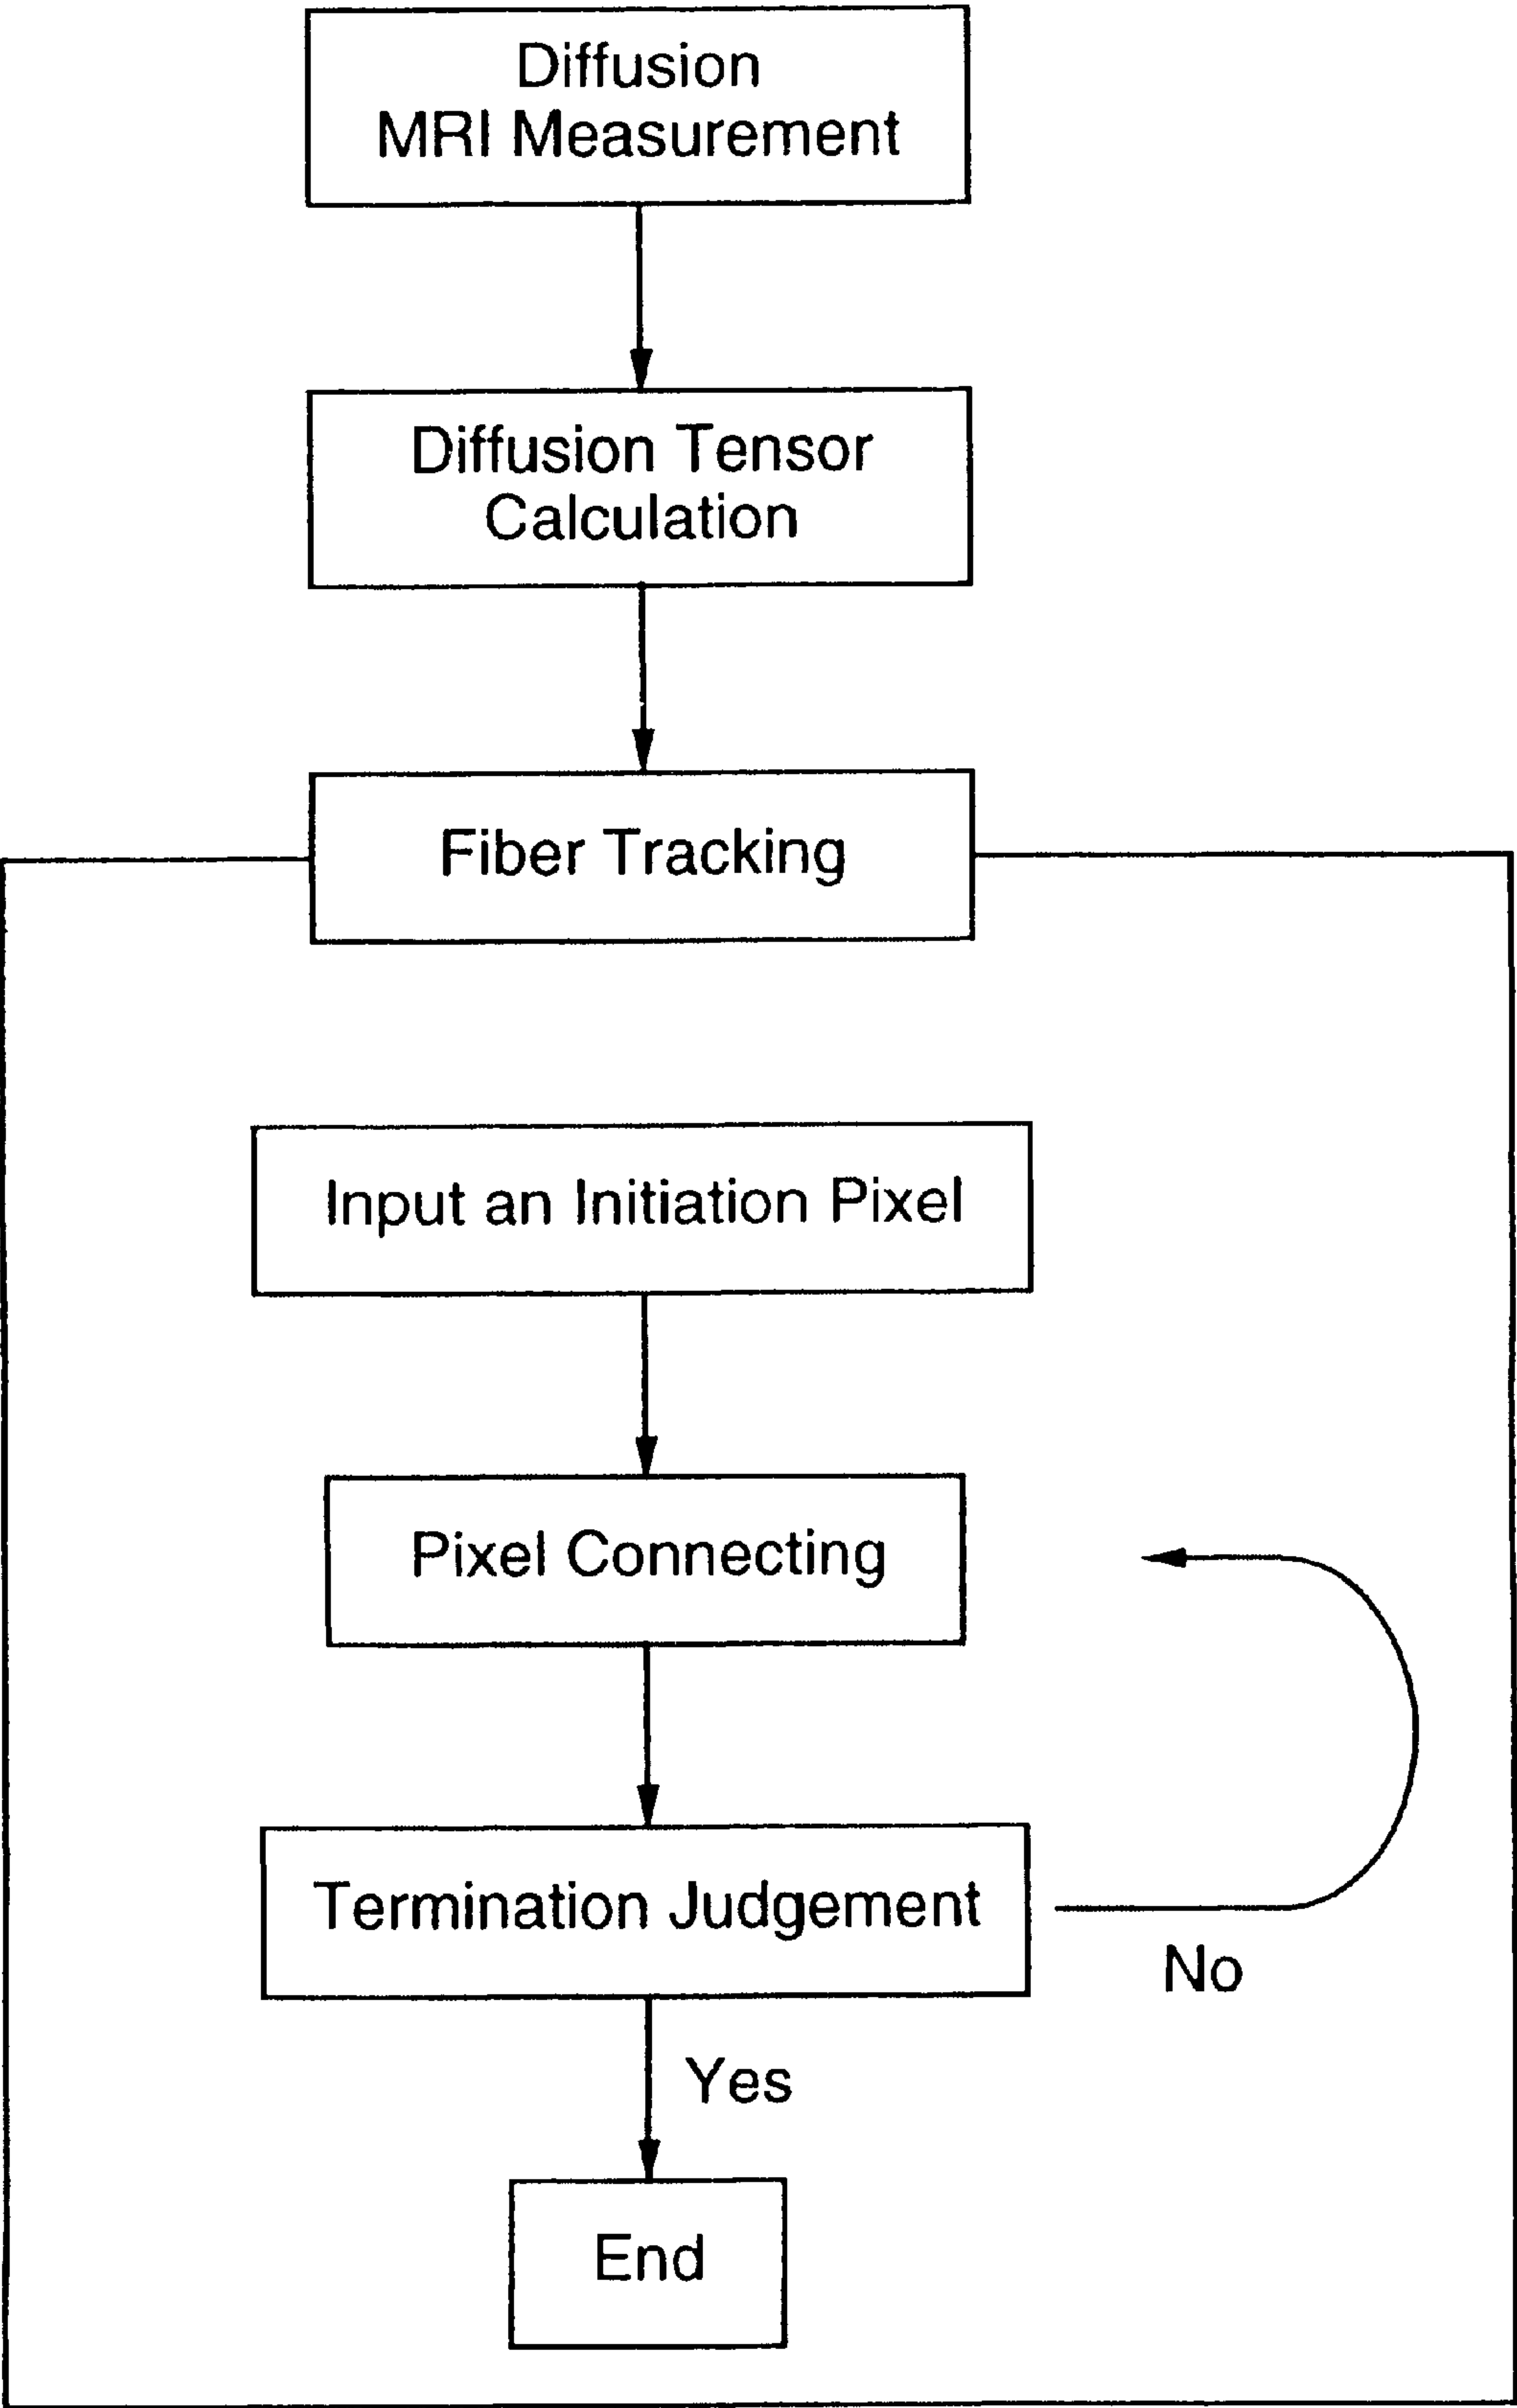 Diffusion
MRI Measurement
Diffusion Tensor
Calculation
Fiber Tracking
Input an Initiation Pixel
Pixel Connecting
Termination Judgement
No
Yes
End